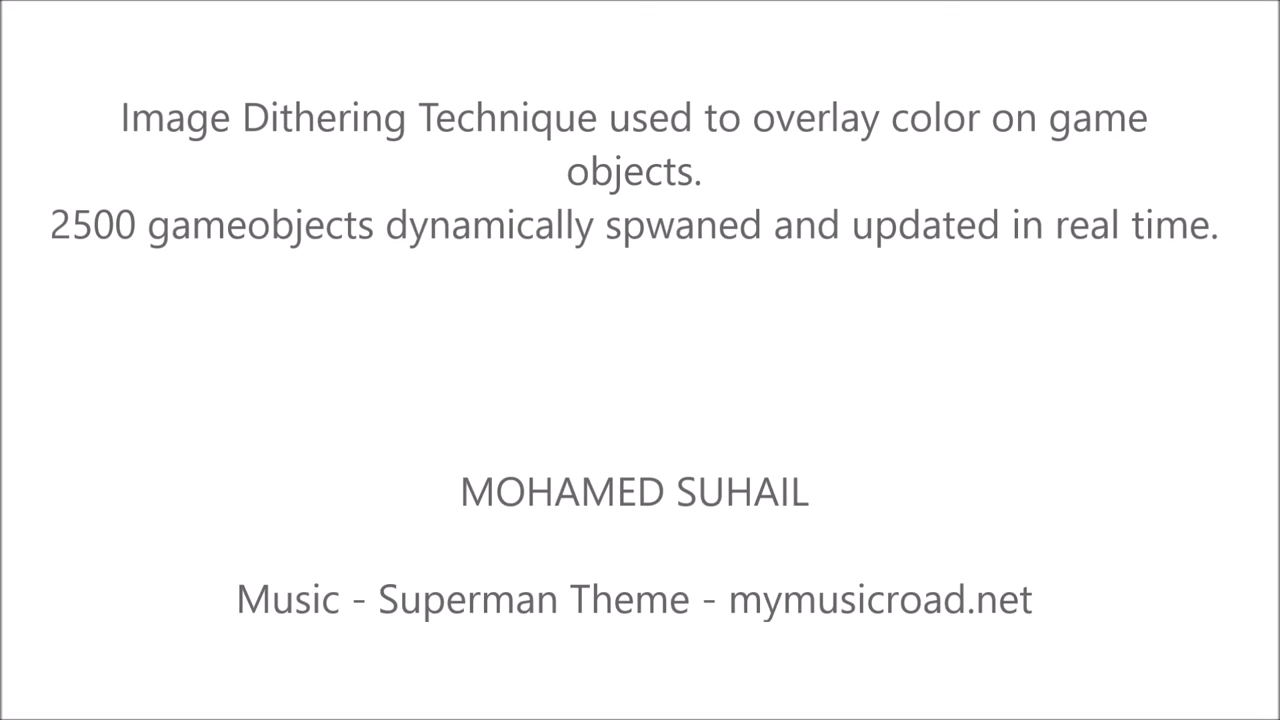 Image Dithering Technique used to overlay color on game
objects.
2500 gameobjects dynamically spwaned and updated in real time.
MOHAMED SUHAIL
Music - Superman Theme - mymusicroad.net